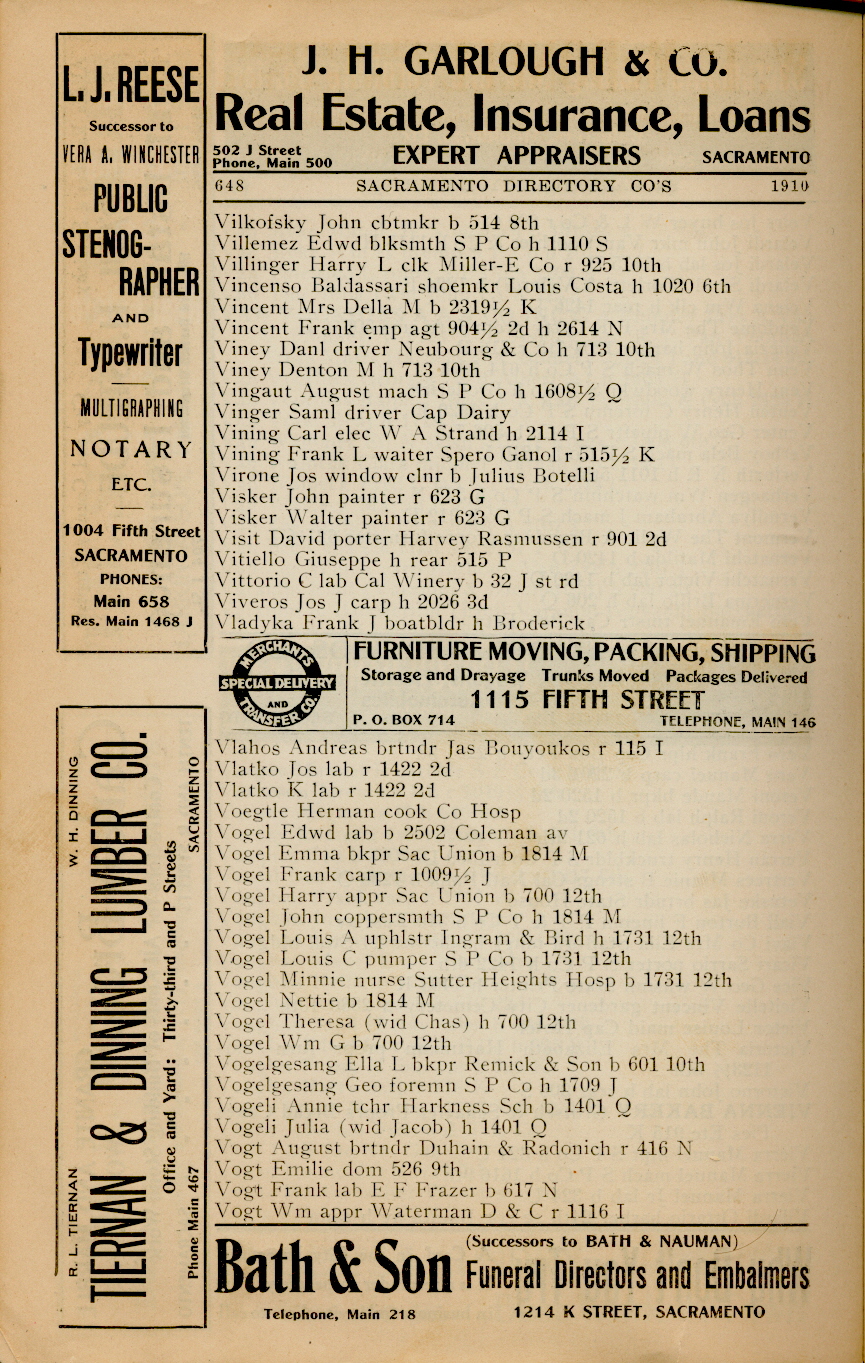 J. H. GARLOUGH & CO.
Real Estate, Insurance, Loans
502 J Street
Phone, Main 500
EXPERT APPRAISERS
SACRAMENTO
648 SACRAMENTO DIRECTORY CO'S 1910
L. J. REESE
Successor to
VERA A. WINCHESTER
PUBLIC
STENOG-
RAPHER
AND
Typewriter
MULTIGRAPHING
NOTARY
ETC.
1004 Fifth Street
SACRAMENTO
PHONES:
Main 658
Res. Main 1468 J
Vilkofsky John cbtmkr b 514 8th
Villemez Edwd blksmth S P Co h 1110 S
Villinger Harry L clk Miller-E Co r 925 10th
Vincenso Baldassari shoemkr Louis Costa h 1020 6th
Vincent Mrs Della M b 2319½ K
Vincent Frank emp agt 904½ 2d h 2614 N
Viney Danl driver Neubourg & Co h 713 10th
Viney Denton M h 713 10th
Vingaut August mach S P Co h 1608½ Q
Vinger Saml driver Cap Dairy
Vining Carl elec W A Strand h 2114 I
Vining Frank L waiter Spero Ganol r 515½ K
Virone Jos window clnr b Julius Botelli
Visker John painter r 623 G
Visker Walter painter r 623 G
Visit David porter Harvey Rasmussen r 901 2d
Vitiello Giuseppe h rear 515 P
Vittorio C lab Cal Winery b 32 J st rd
Viveros Jos J carp h 2026 3d
Vladyka Frank J boatbldr h Broderick
MERCHANTS
SPECIAL DELIVERY
AND
TRANSFER CO.
FURNITURE MOVING, PACKING, SHIPPING
Storage and Drayage Trunks Moved Packages Delivered
1115 FIFTH STREET
P. O. BOX 714 TELEPHONE, MAIN 146
Vlahos Andreas brtndr Jas Bouyoukos r 115 I
Vlatko Jos lab r 1422 2d
Vlatko K lab r 1422 2d
Voegtle Herman cook Co Hosp
Vogel Edwd lab b 2502 Coleman av
Vogel Emma bkpr Sac Union b 1814 M
Vogel Frank carp r 1009½ J
Vogel Harry appr Sac Union b 700 12th
Vogel John coppersmth S P Co h 1814 M
Vogel Louis A uphlstr Ingram & Bird h 1731 12th
Vogel Louis C pumper S P Co b 1731 12th
Vogel Minnie nurse Sutter Heights Hosp b 1731 12th
Vogel Nettie b 1814 M
Vogel Theresa (wid Chas) h 700 12th
Vogel Wm G b 700 12th
Vogelgesang Ella L bkpr Remick & Son b 601 10th
Vogelgesang Geo foremn S P Co h 1709 J
Vogeli Annie tchr Harkness Sch b 1401 Q
Vogeli Julia (wid Jacob) h 1401 Q
Vogt August brtndr Duhain & Radonich r 416 N
Vogt Emilie dom 526 9th
Vogt Frank lab E F Frazer b 617 N
Vogt Wm appr Waterman D & C r 1116 I
R. L. TIERNAN W. H. DINNING
TIERNAN & DINNING LUMBER CO.
Office and Yard: Thirty-third and P Streets
Phone Main 467 SACRAMENTO
Bath & Son
(Successors to BATH & NAUMAN)
Funeral Directors and Embalmers
Telephone, Main 218 1214 K STREET, SACRAMENTO